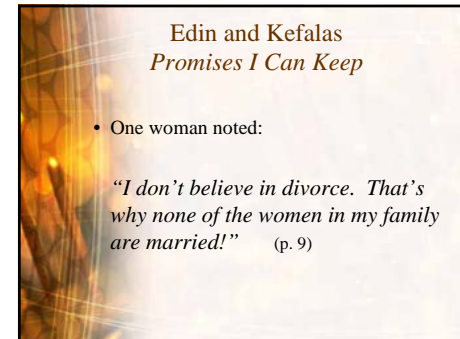 Edin and Kefalas
Promises I Can Keep
• One woman noted:
“I don’t believe in divorce.  That’s
why none of the women in my family
are married!”    (p. 9)